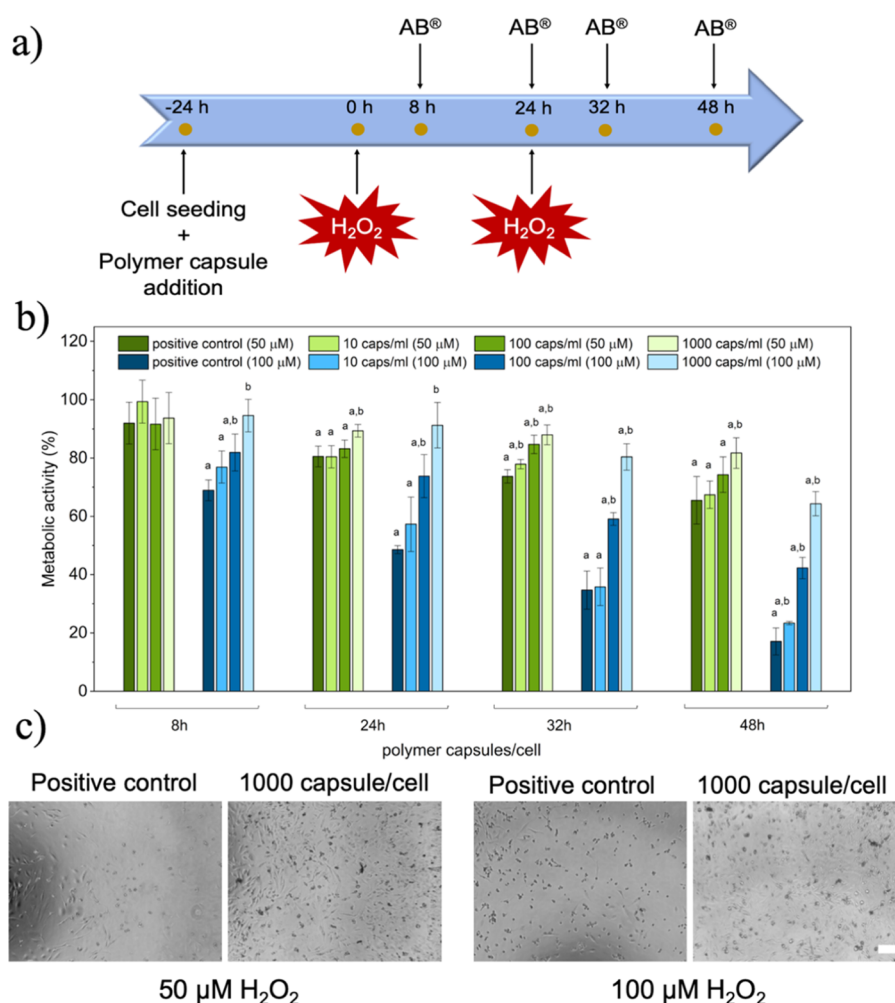 a)
AB® AB® AB® AB®
-24 h 0 h 8 h 24 h 32 h 48 h
Cell seeding
+
Polymer capsule
addition
H₂O₂ H₂O₂
b)
120
100
80
60
40
20
0
Metabolic activity (%)
positive control (50 μM) 10 caps/ml (50 μM) 100 caps/ml (50 μM) 1000 caps/ml (50 μM)
positive control (100 μM) 10 caps/ml (100 μM) 100 caps/ml (100 μM) 1000 caps/ml (100 μM)
a a a,b b
a a a a,b a a a,b b
a a,b a,b a,b a a a,b a,b
a a a,b a,b a a,b a,b a,b
8h 24h 32h 48h
polymer capsules/cell
c)
Positive control 1000 capsule/cell Positive control 1000 capsule/cell
50 μM H₂O₂ 100 μM H₂O₂